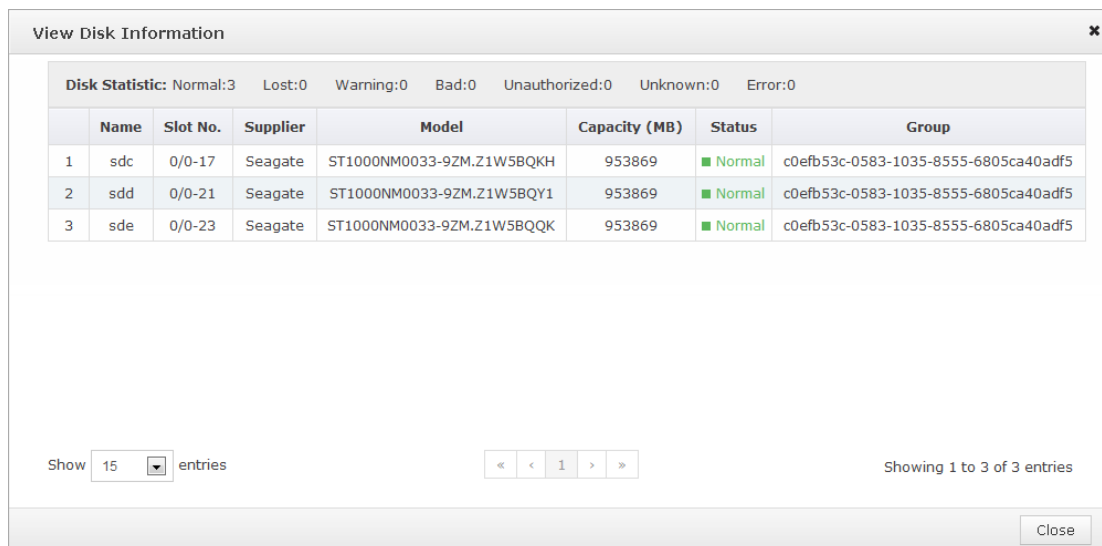 View Disk Information ×
Disk Statistic: Normal:3 Lost:0 Warning:0 Bad:0 Unauthorized:0 Unknown:0 Error:0
Name Slot No. Supplier Model Capacity (MB) Status Group
1 sdc 0/0-17 Seagate ST1000NM0033-9ZM.Z1W5BQKH 953869 Normal c0efb53c-0583-1035-8555-6805ca40adf5
2 sdd 0/0-21 Seagate ST1000NM0033-9ZM.Z1W5BQY1 953869 Normal c0efb53c-0583-1035-8555-6805ca40adf5
3 sde 0/0-23 Seagate ST1000NM0033-9ZM.Z1W5BQQK 953869 Normal c0efb53c-0583-1035-8555-6805ca40adf5
Show 15 entries « ‹ 1 › » Showing 1 to 3 of 3 entries
Close